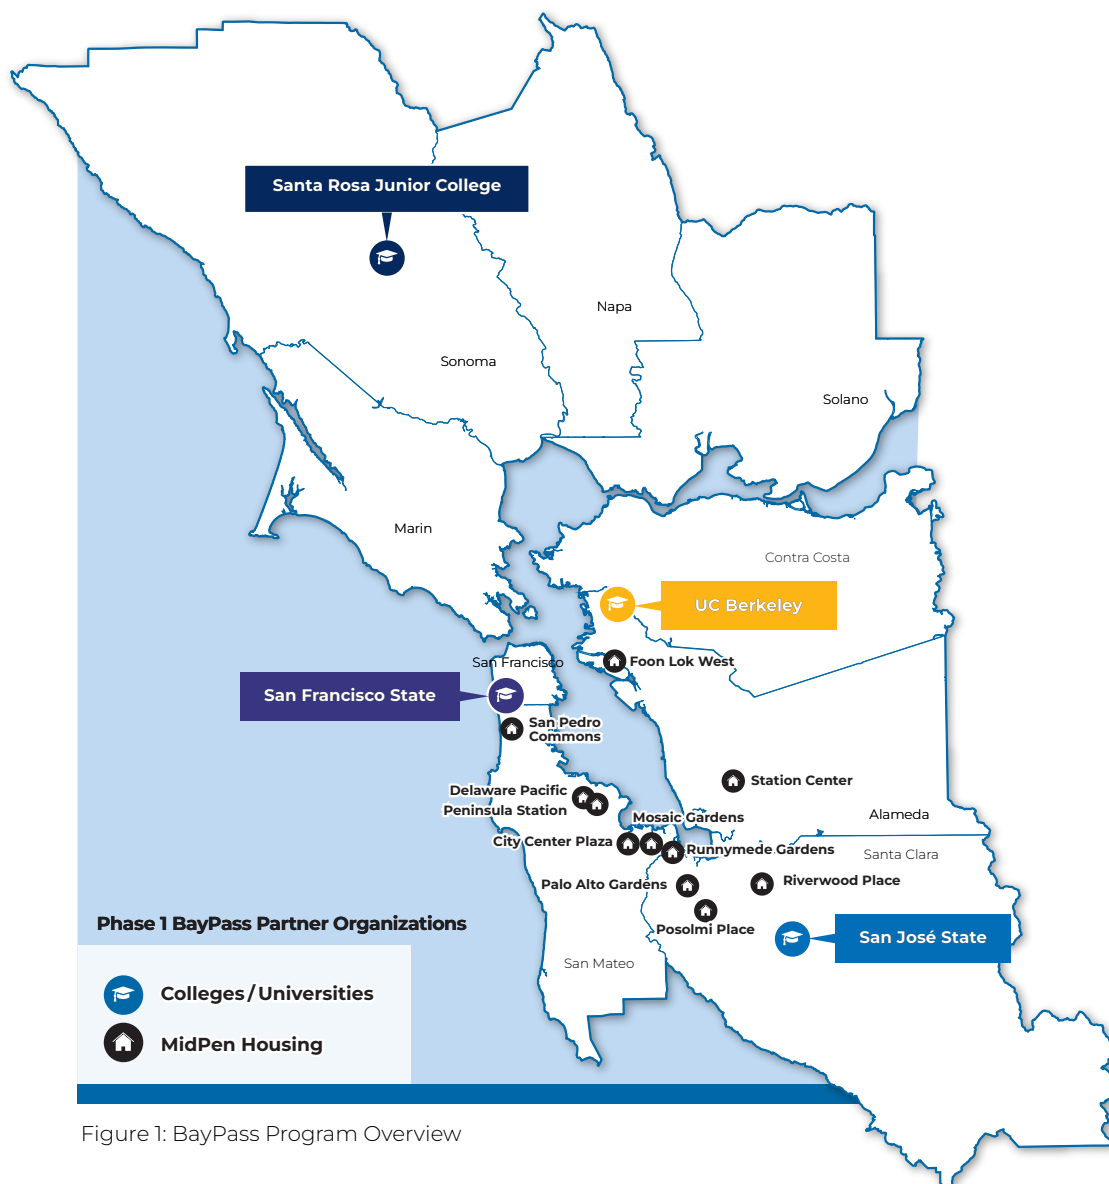 Santa Rosa Junior College
Napa
Sonoma
Solano
Marin
Contra Costa
UC Berkeley
San Francisco
Foon Lok West
San Francisco State
San Pedro
Commons
Station Center
Delaware Pacific
Peninsula Station
Mosaic Gardens
Alameda
City Center Plaza
Runnymede Gardens
Santa Clara
Palo Alto Gardens
Riverwood Place
Posolmi Place
San José State
San Mateo
Phase 1 BayPass Partner Organizations
Colleges/Universities
MidPen Housing
Figure 1: BayPass Program Overview